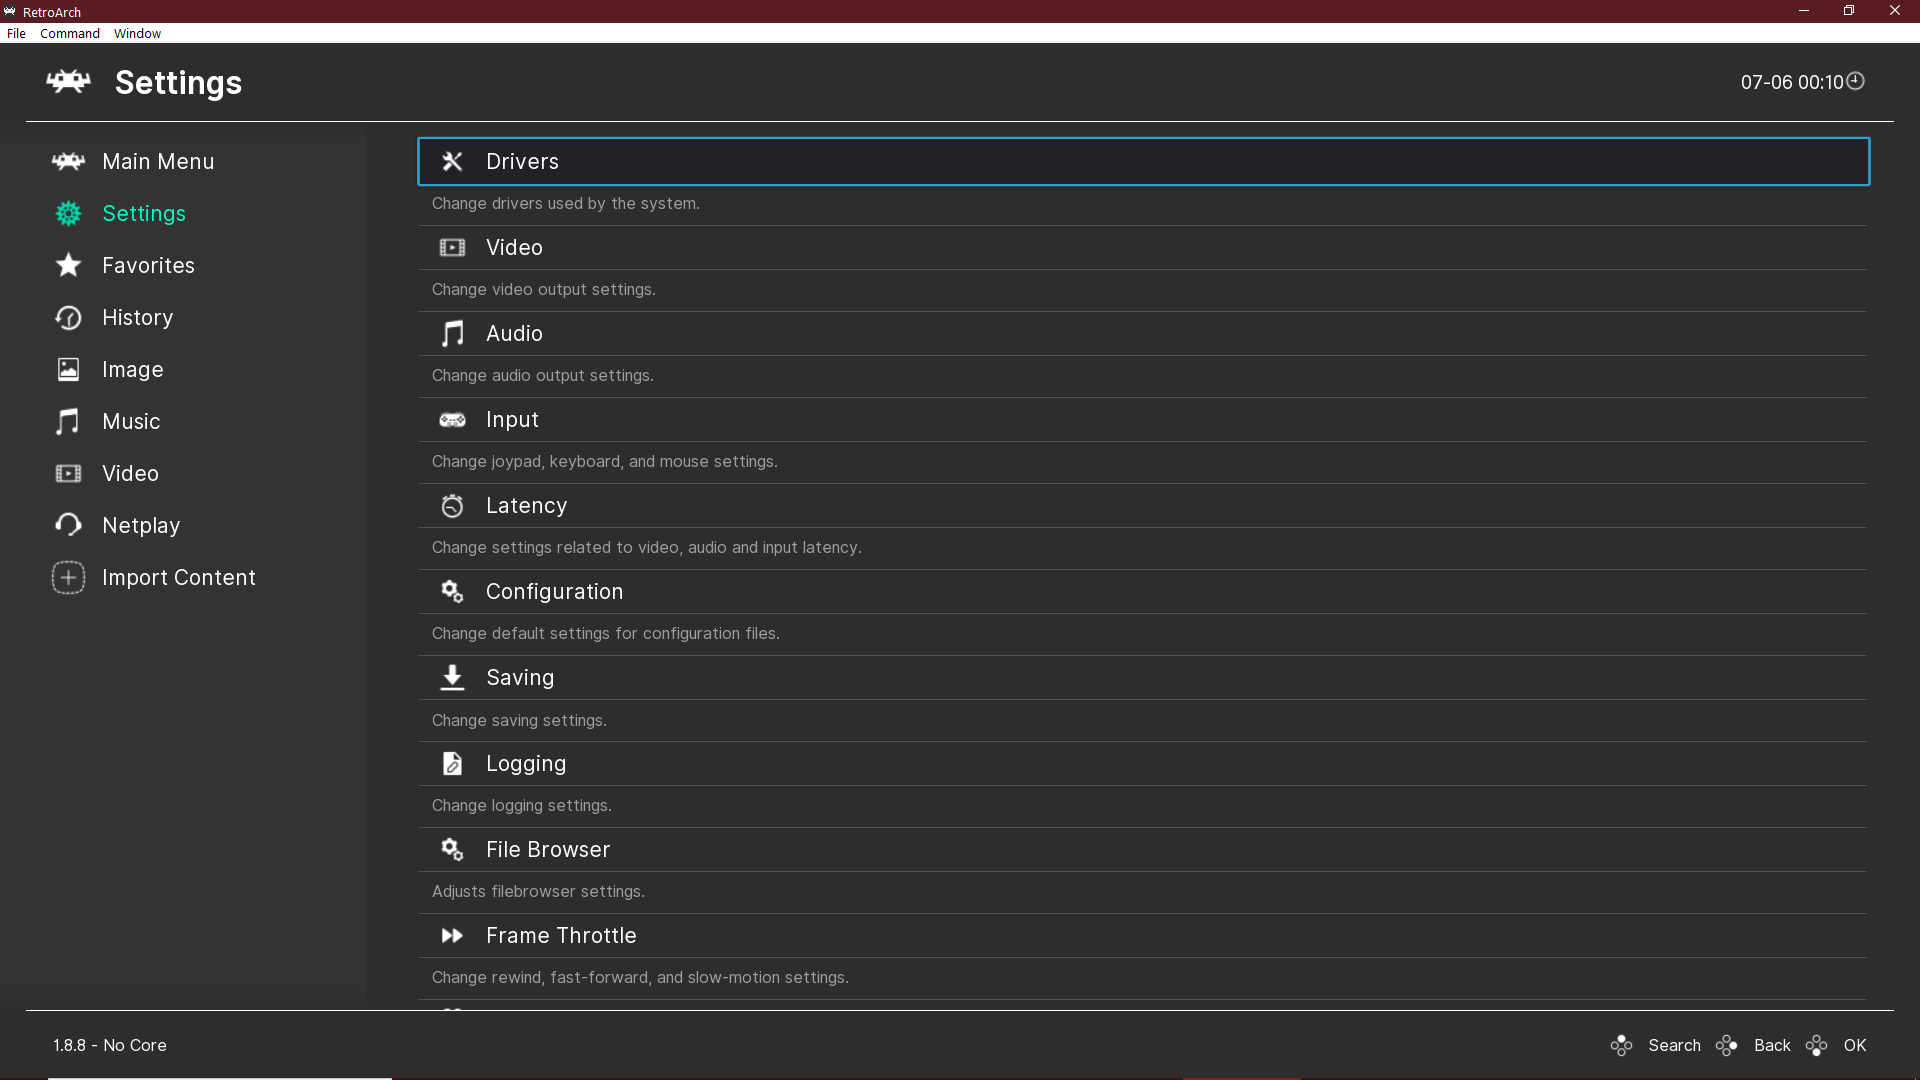 RetroArch
File Command Window
Settings
07-06 00:10
Main Menu
Settings
Favorites
History
Image
Music
Video
Netplay
Import Content
Drivers
Change drivers used by the system.
Video
Change video output settings.
Audio
Change audio output settings.
Input
Change joypad, keyboard, and mouse settings.
Latency
Change settings related to video, audio and input latency.
Configuration
Change default settings for configuration files.
Saving
Change saving settings.
Logging
Change logging settings.
File Browser
Adjusts filebrowser settings.
Frame Throttle
Change rewind, fast-forward, and slow-motion settings.
1.8.8 - No Core
Search Back OK